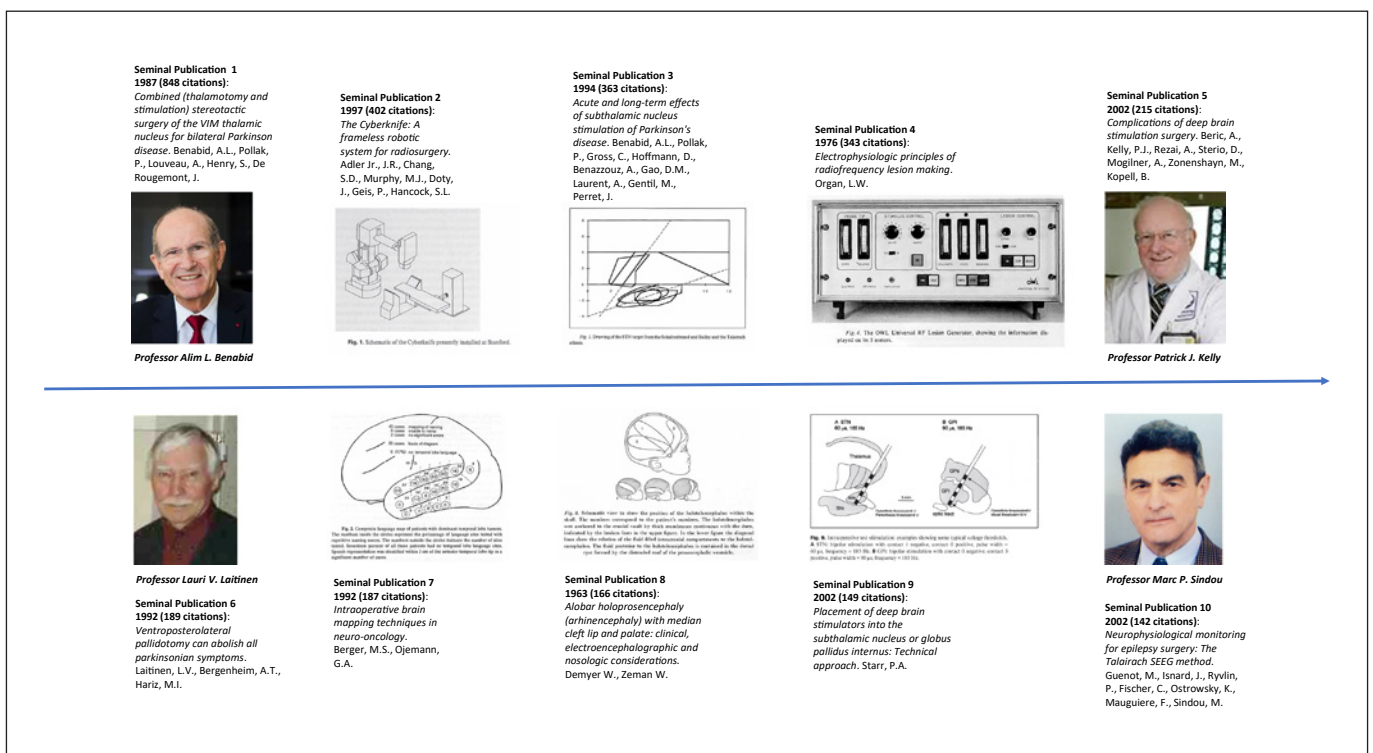 Seminal Publication 1
1987 (848 citations):
Combined (thalamotomy and
stimulation) stereotactic
surgery of the VIM thalamic
nucleus for bilateral Parkinson
disease. Benabid, A.L., Pollak,
P., Louveau, A., Henry, S., De
Rougemont, J.
Professor Alim L. Benabid
Seminal Publication 2
1997 (402 citations):
The Cyberknife: A
frameless robotic
system for radiosurgery.
Adler Jr., J.R., Chang,
S.D., Murphy, M.J., Doty,
J., Geis, P., Hancock, S.L.
Fig. 1. Schematic of the Cyberknife presently installed at Stanford.
Seminal Publication 3
1994 (363 citations):
Acute and long-term effects
of subthalamic nucleus
stimulation of Parkinson's
disease. Benabid, A.L., Pollak,
P., Gross, C., Hoffmann, D.,
Benazzouz, A., Gao, D.M.,
Laurent, A., Gentil, M.,
Perret, J.
Seminal Publication 4
1976 (343 citations):
Electrophysiologic principles of
radiofrequency lesion making.
Organ, L.W.
Fig. 4. The OWL Universal RF Lesion Generator, showing the information dis-
played on its 5 meters.
Seminal Publication 5
2002 (215 citations):
Complications of deep brain
stimulation surgery. Beric, A.,
Kelly, P.J., Rezai, A., Sterio, D.,
Mogilner, A., Zonenshayn, M.,
Kopell, B.
Professor Patrick J. Kelly
Professor Lauri V. Laitinen
Seminal Publication 6
1992 (189 citations):
Ventroposterolateral
pallidotomy can abolish all
parkinsonian symptoms.
Laitinen, L.V., Bergenheim, A.T.,
Hariz, M.I.
Seminal Publication 7
1992 (187 citations):
Intraoperative brain
mapping techniques in
neuro-oncology.
Berger, M.S., Ojemann,
G.A.
Seminal Publication 8
1963 (166 citations):
Alobar holoprosencephaly
(arhinencephaly) with median
cleft lip and palate: clinical,
electroencephalographic and
nosologic considerations.
Demyer W., Zeman W.
A STN
60 µs, 185 Hz
B GPI
90 µs, 185 Hz
Thalamus
Seminal Publication 9
2002 (149 citations):
Placement of deep brain
stimulators into the
subthalamic nucleus or globus
pallidus internus: Technical
approach. Starr, P.A.
Professor Marc P. Sindou
Seminal Publication 10
2002 (142 citations):
Neurophysiological monitoring
for epilepsy surgery: The
Talairach SEEG method.
Guenot, M., Isnard, J., Ryvlin,
P., Fischer, C., Ostrowsky, K.,
Mauguiere, F., Sindou, M.